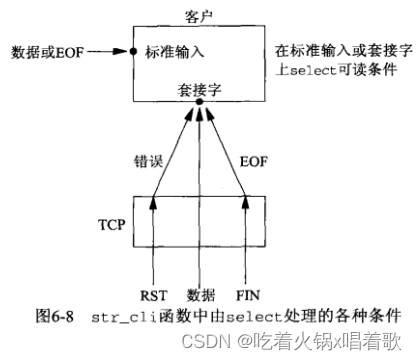 客户
数据或EOF
标准输入
在标准输入或套接字
上select可读条件
套接字
错误
EOF
TCP
RST
数据
FIN
图6-8 str_cli函数中由select处理的各种条件
CSDN @吃着火锅x唱着歌